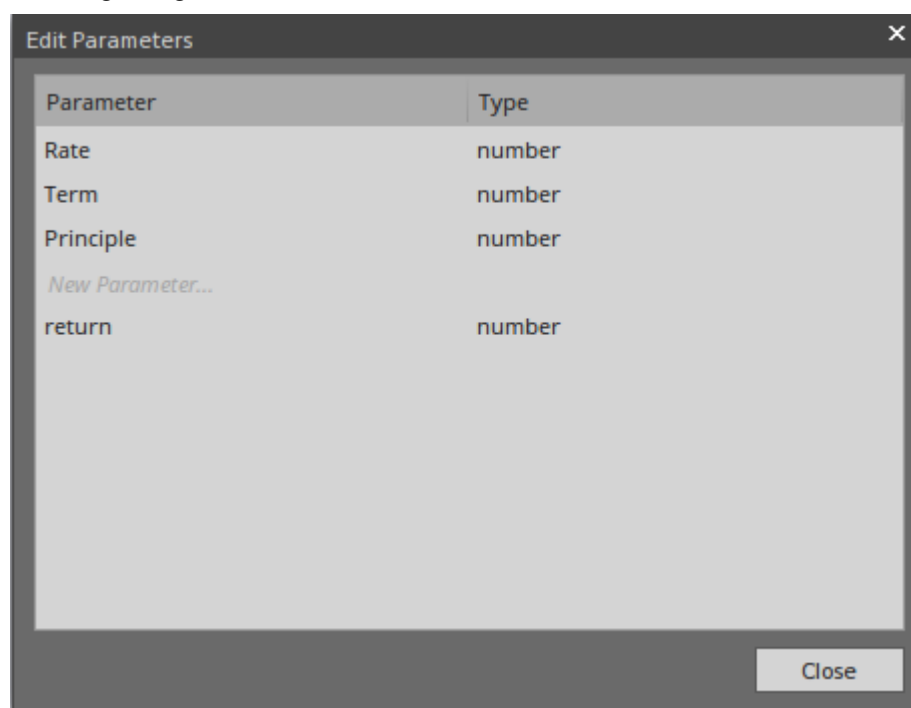 Edit Parameters
Parameter Type
Rate number
Term number
Principle number
New Parameter...
return number
Close